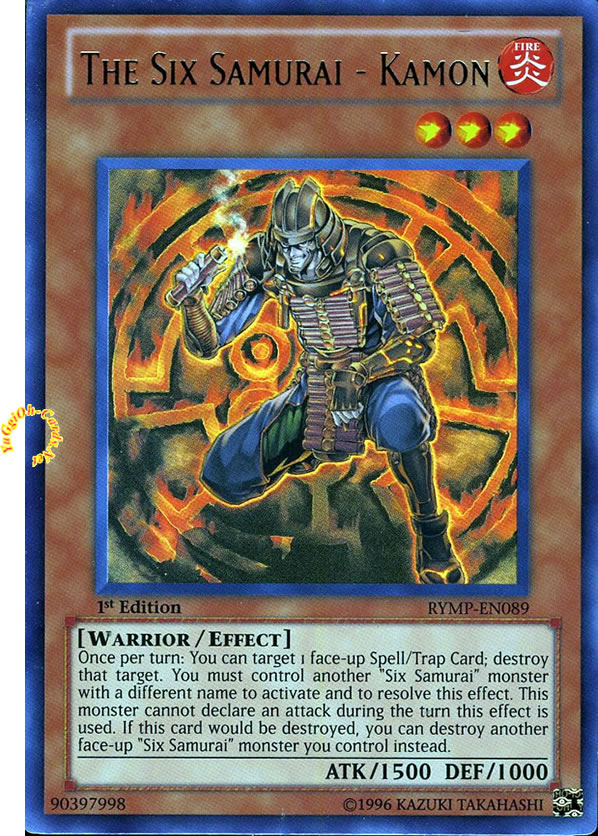 THE SIX SAMURAI - KAMON
FIRE
炎
1st Edition
RYMP-EN089
YuGgiOh-Cards.Net
[WARRIOR / EFFECT]
Once per turn: You can target 1 face-up Spell/Trap Card; destroy
that target. You must control another "Six Samurai" monster
with a different name to activate and to resolve this effect. This
monster cannot declare an attack during the turn this effect is
used. If this card would be destroyed, you can destroy another
face-up "Six Samurai" monster you control instead.
ATK/1500 DEF/1000
90397998
©1996 KAZUKI TAKAHASHI